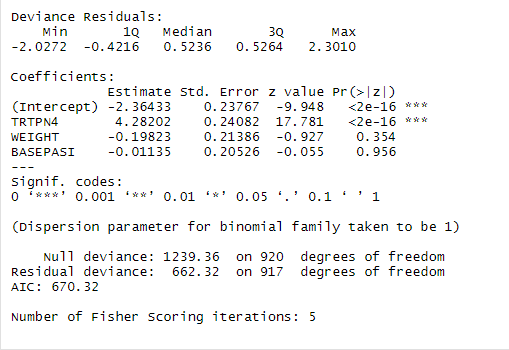 Deviance Residuals:
    Min       1Q   Median       3Q      Max
-2.0272  -0.4216   0.5236   0.5264   2.3010

Coefficients:
            Estimate Std. Error z value Pr(>|z|)
(Intercept) -2.36433    0.23767  -9.948   <2e-16 ***
TRTPN4       4.28202    0.24082  17.781   <2e-16 ***
WEIGHT      -0.19823    0.21386  -0.927    0.354
BASEPASI    -0.01135    0.20526  -0.055    0.956
---
Signif. codes:
0 ‘***’ 0.001 ‘**’ 0.01 ‘*’ 0.05 ‘.’ 0.1 ‘ ’ 1

(Dispersion parameter for binomial family taken to be 1)

    Null deviance: 1239.36  on 920  degrees of freedom
Residual deviance:  662.32  on 917  degrees of freedom
AIC: 670.32

Number of Fisher Scoring iterations: 5